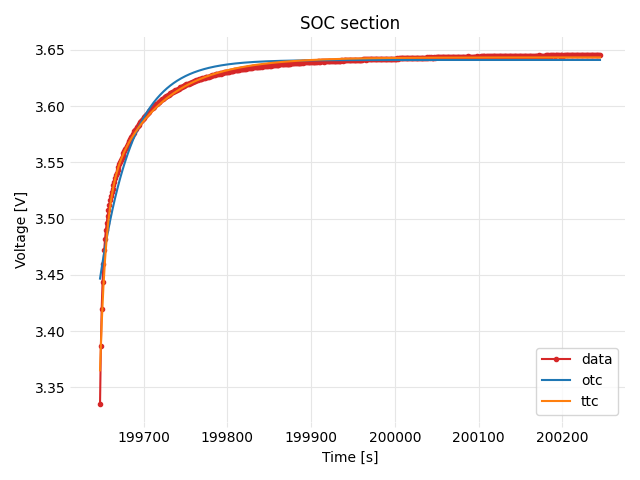 SOC section
Voltage [V]
3.65
3.60
3.55
3.50
3.45
3.40
3.35
data
otc
ttc
199700 199800 199900 200000 200100 200200
Time [s]